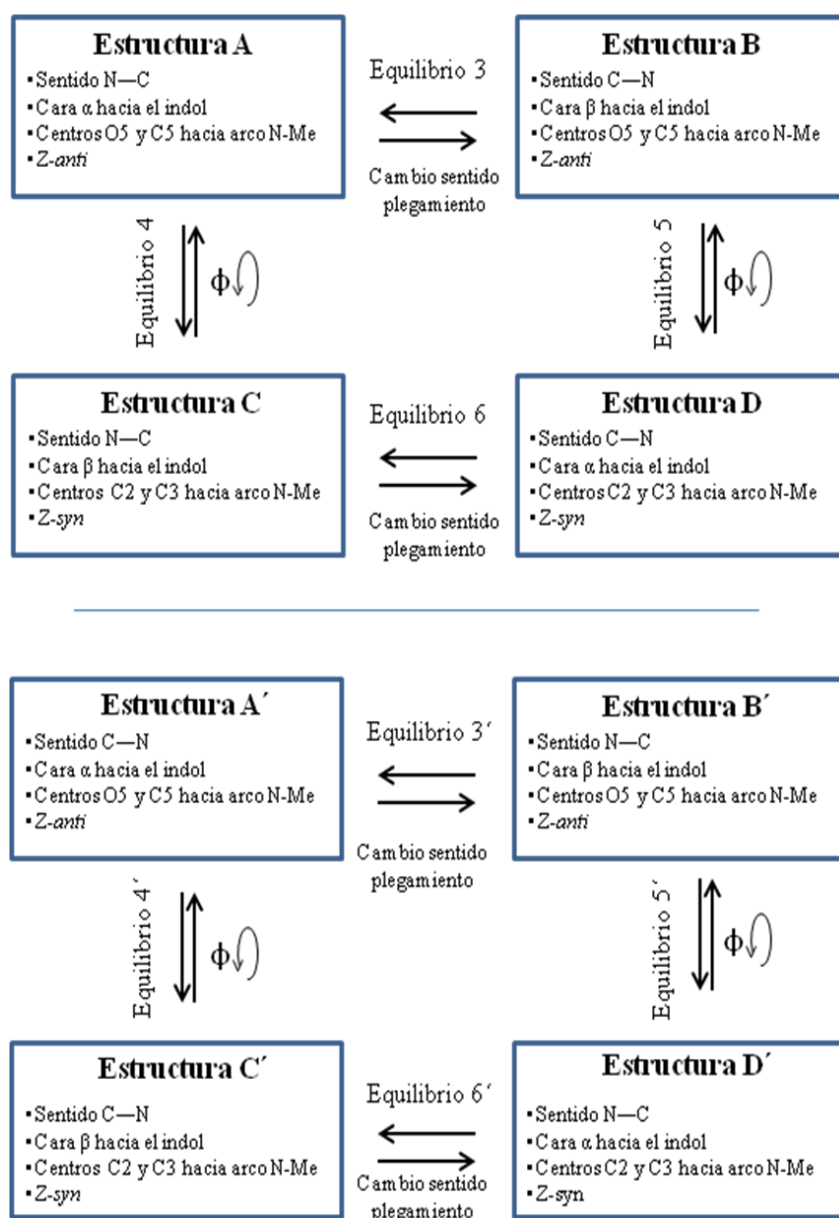 Estructura A
▪Sentido N—C
▪Cara α hacia el indol
▪Centros O5 y C5 hacia arco N-Me
▪Z-anti
Equilibrio 3
Cambio sentido
plegamiento
Estructura B
▪Sentido C—N
▪Cara β hacia el indol
▪Centros O5 y C5 hacia arco N-Me
▪Z-anti
Equilibrio 4
ϕ
Equilibrio 5
ϕ
Estructura C
▪Sentido N—C
▪Cara β hacia el indol
▪Centros C2 y C3 hacia arco N-Me
▪Z-syn
Equilibrio 6
Cambio sentido
plegamiento
Estructura D
▪Sentido C—N
▪Cara α hacia el indol
▪Centros C2 y C3 hacia arco N-Me
▪Z-syn
Estructura A´
▪Sentido C—N
▪Cara α hacia el indol
▪Centros O5 y C5 hacia arco N-Me
▪Z-anti
Equilibrio 3´
Cambio sentido
plegamiento
Estructura B´
▪Sentido N—C
▪Cara β hacia el indol
▪Centros O5 y C5 hacia arco N-Me
▪Z-anti
Equilibrio 4´
ϕ
Equilibrio 5´
ϕ
Estructura C´
▪Sentido C—N
▪Cara β hacia el indol
▪Centros C2 y C3 hacia arco N-Me
▪Z-syn
Equilibrio 6´
Cambio sentido
plegamiento
Estructura D´
▪Sentido N—C
▪Cara α hacia el indol
▪Centros C2 y C3 hacia arco N-Me
▪Z-syn